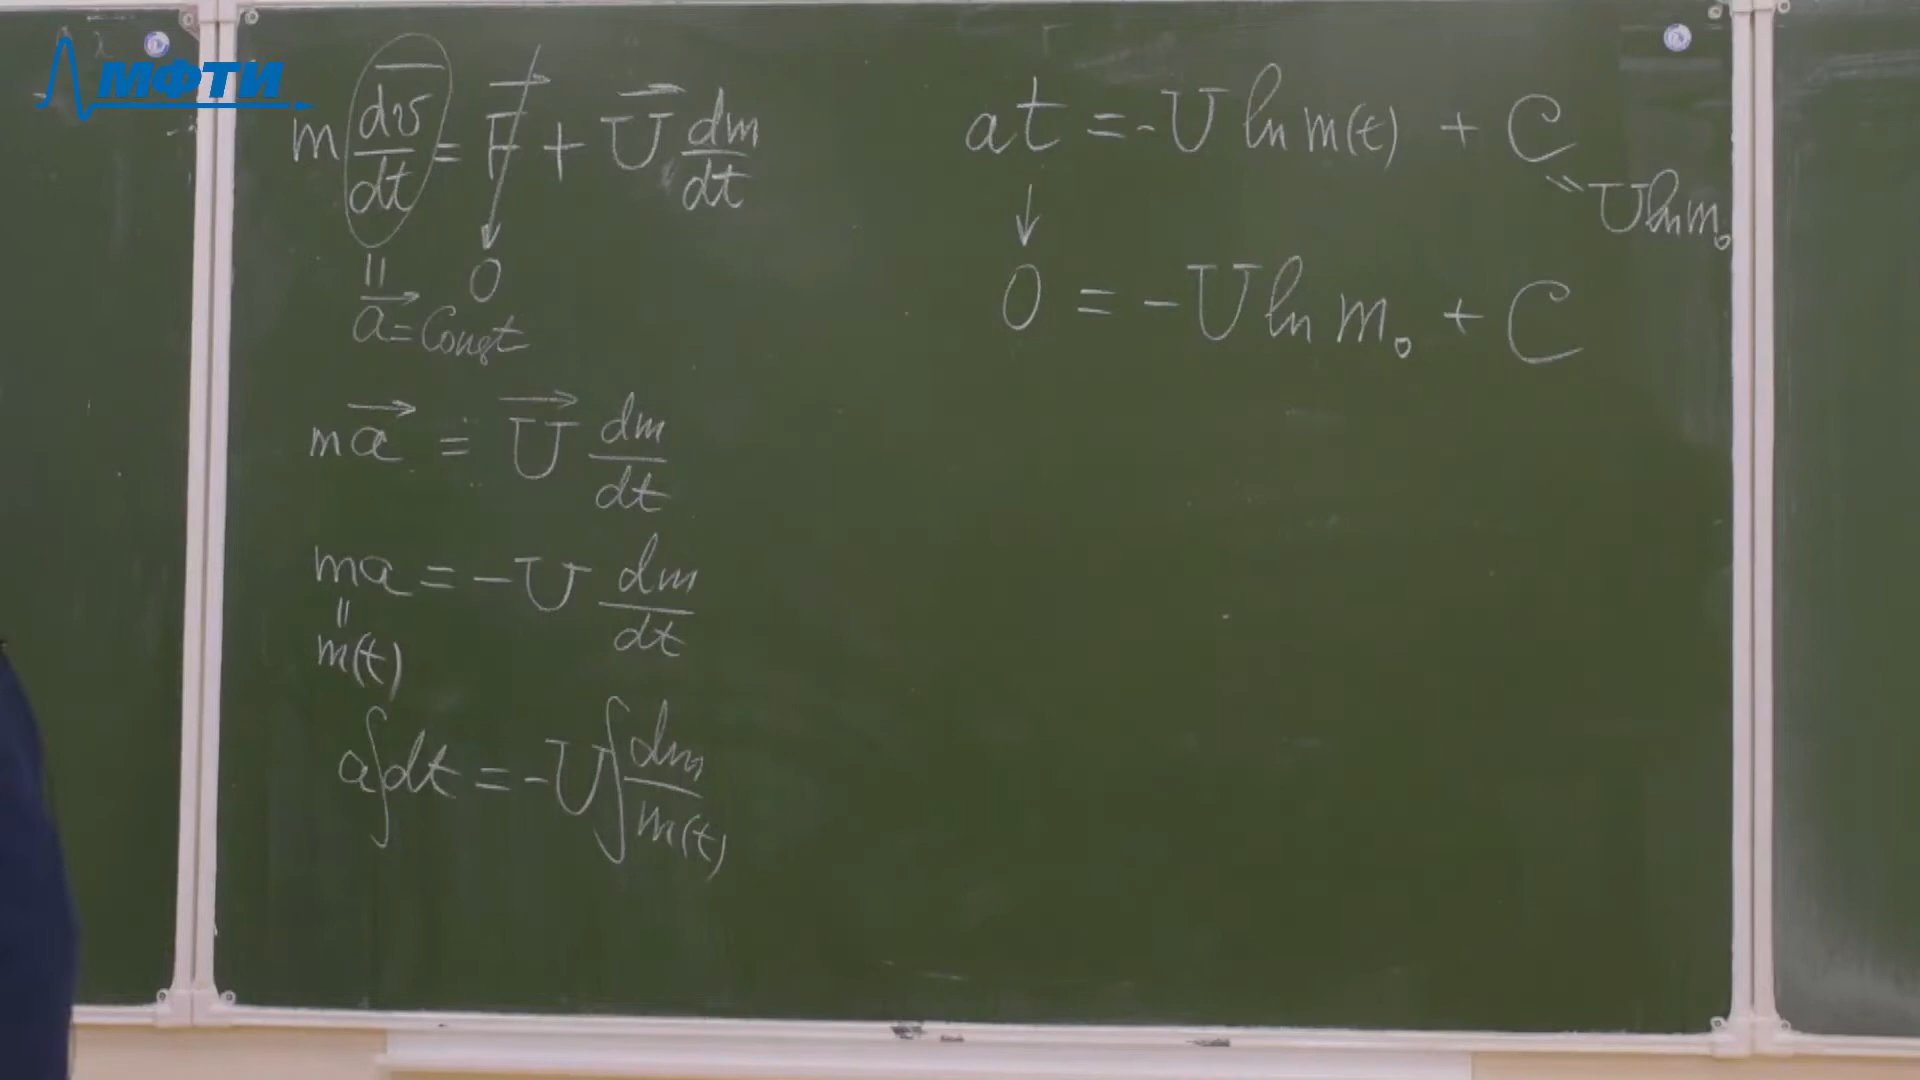 МФТИ
m dv/dt = F + U dm/dt
|| 0
a = Const
ma = U dm/dt
ma = -U dm/dt
||
m(t)
a∫dt = -U∫dm/m(t)
at = -U ln m(t) + C
= U ln m₀
0 = -U ln m₀ + C